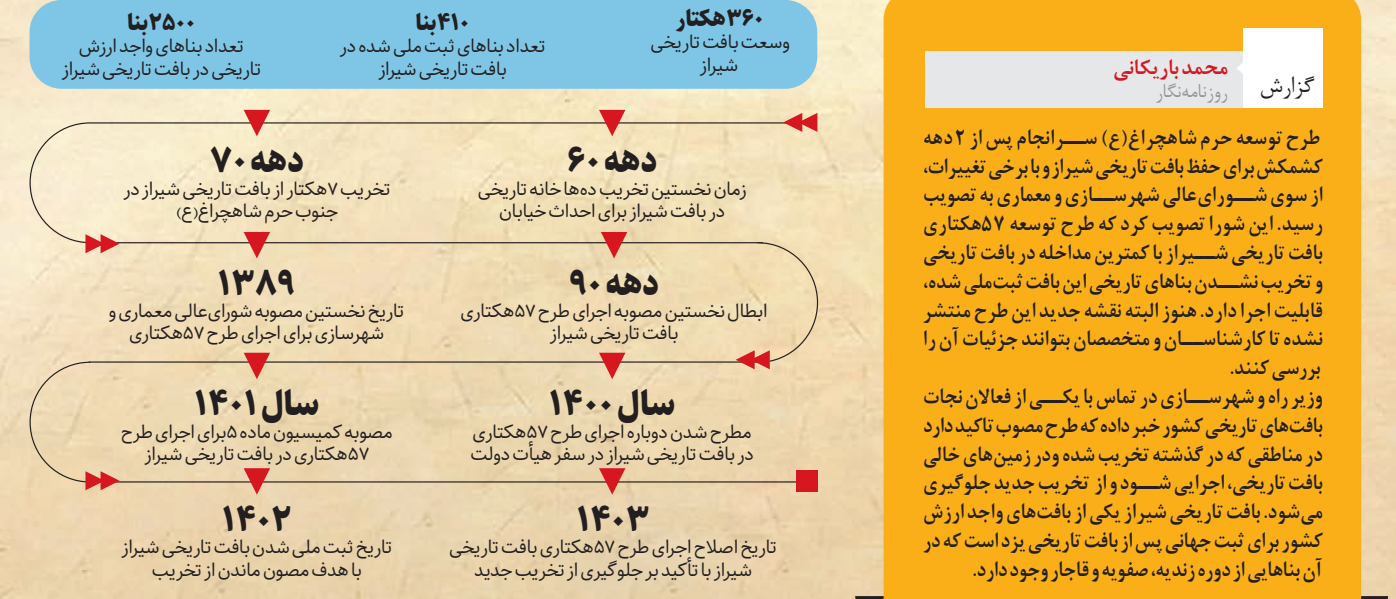 گزارش
محمد باریکانی
روزنامه‌نگار
طرح توسعه حرم شاهچراغ(ع) سرانجام پس از ۲ دهه
کشمکش برای حفظ بافت تاریخی شیراز و با برخی تغییرات،
از سوی شورای عالی شهرسازی و معماری به تصویب
رسید. این شورا تصویب کرد که طرح توسعه ۵۷هکتاری
بافت تاریخی شیراز با کمترین مداخله در بافت تاریخی
و تخریب نشدن بناهای تاریخی این بافت ثبت‌ملی شده،
قابلیت اجرا دارد. هنوز البته نقشه جدید این طرح منتشر
نشده تا کارشناسان و متخصصان بتوانند جزئیات آن را
بررسی کنند.
وزیر راه و شهرسازی در تماس با یکی از فعالان نجات
بافت‌های تاریخی کشور خبر داده که طرح مصوب تاکید دارد
در مناطقی که در گذشته تخریب شده ودر زمین‌های خالی
بافت تاریخی، اجرایی شود و از تخریب جدید جلوگیری
می‌شود. بافت تاریخی شیراز یکی از بافت‌های واجد ارزش
کشور برای ثبت جهانی پس از بافت تاریخی یزد است که در
آن بناهایی از دوره زندیه، صفویه و قاجار وجود دارد.
۳۶۰هکتار
وسعت بافت تاریخی
شیراز
۴۱۰بنا
تعداد بناهای ثبت ملی شده در
بافت تاریخی شیراز
۲۵۰۰بنا
تعداد بناهای واجد ارزش
تاریخی در بافت تاریخی شیراز
دهه ۶۰
زمان نخستین تخریب ده‌ها خانه تاریخی
در بافت شیراز برای احداث خیابان
دهه ۷۰
تخریب ۷هکتار از بافت تاریخی شیراز در
جنوب حرم شاهچراغ(ع)
۱۳۸۹
تاریخ نخستین مصوبه شورای‌عالی معماری و
شهرسازی برای اجرای طرح ۵۷هکتاری
دهه ۹۰
ابطال نخستین مصوبه اجرای طرح ۵۷هکتاری
بافت تاریخی شیراز
سال ۱۴۰۰
مطرح شدن دوباره اجرای طرح ۵۷هکتاری
در بافت تاریخی شیراز در سفر هیأت دولت
سال ۱۴۰۱
مصوبه کمیسیون ماده ۵برای اجرای طرح
۵۷هکتاری در بافت تاریخی شیراز
۱۴۰۲
تاریخ ثبت ملی شدن بافت تاریخی شیراز
با هدف مصون ماندن از تخریب
۱۴۰۳
تاریخ اصلاح اجرای طرح ۵۷هکتاری بافت تاریخی
شیراز با تأکید بر جلوگیری از تخریب جدید